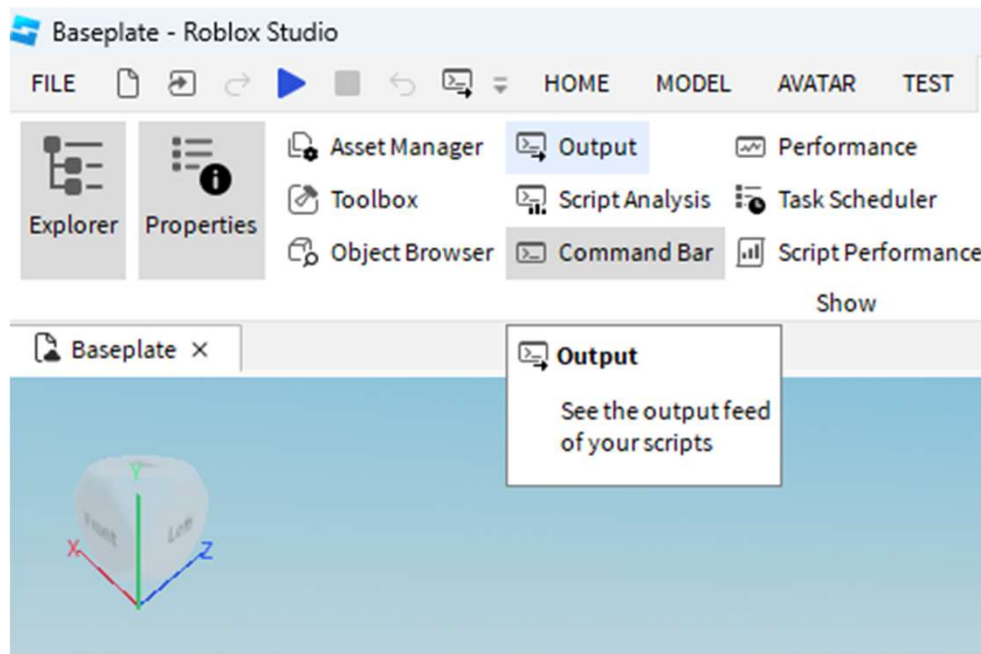 Baseplate - Roblox Studio
FILE HOME MODEL AVATAR TEST
Explorer
Properties
Asset Manager
Toolbox
Object Browser
Output
Script Analysis
Command Bar
Performance
Task Scheduler
Script Performance
Show
Baseplate ×
Output
See the output feed
of your scripts
Y
Front
Left
X
Z